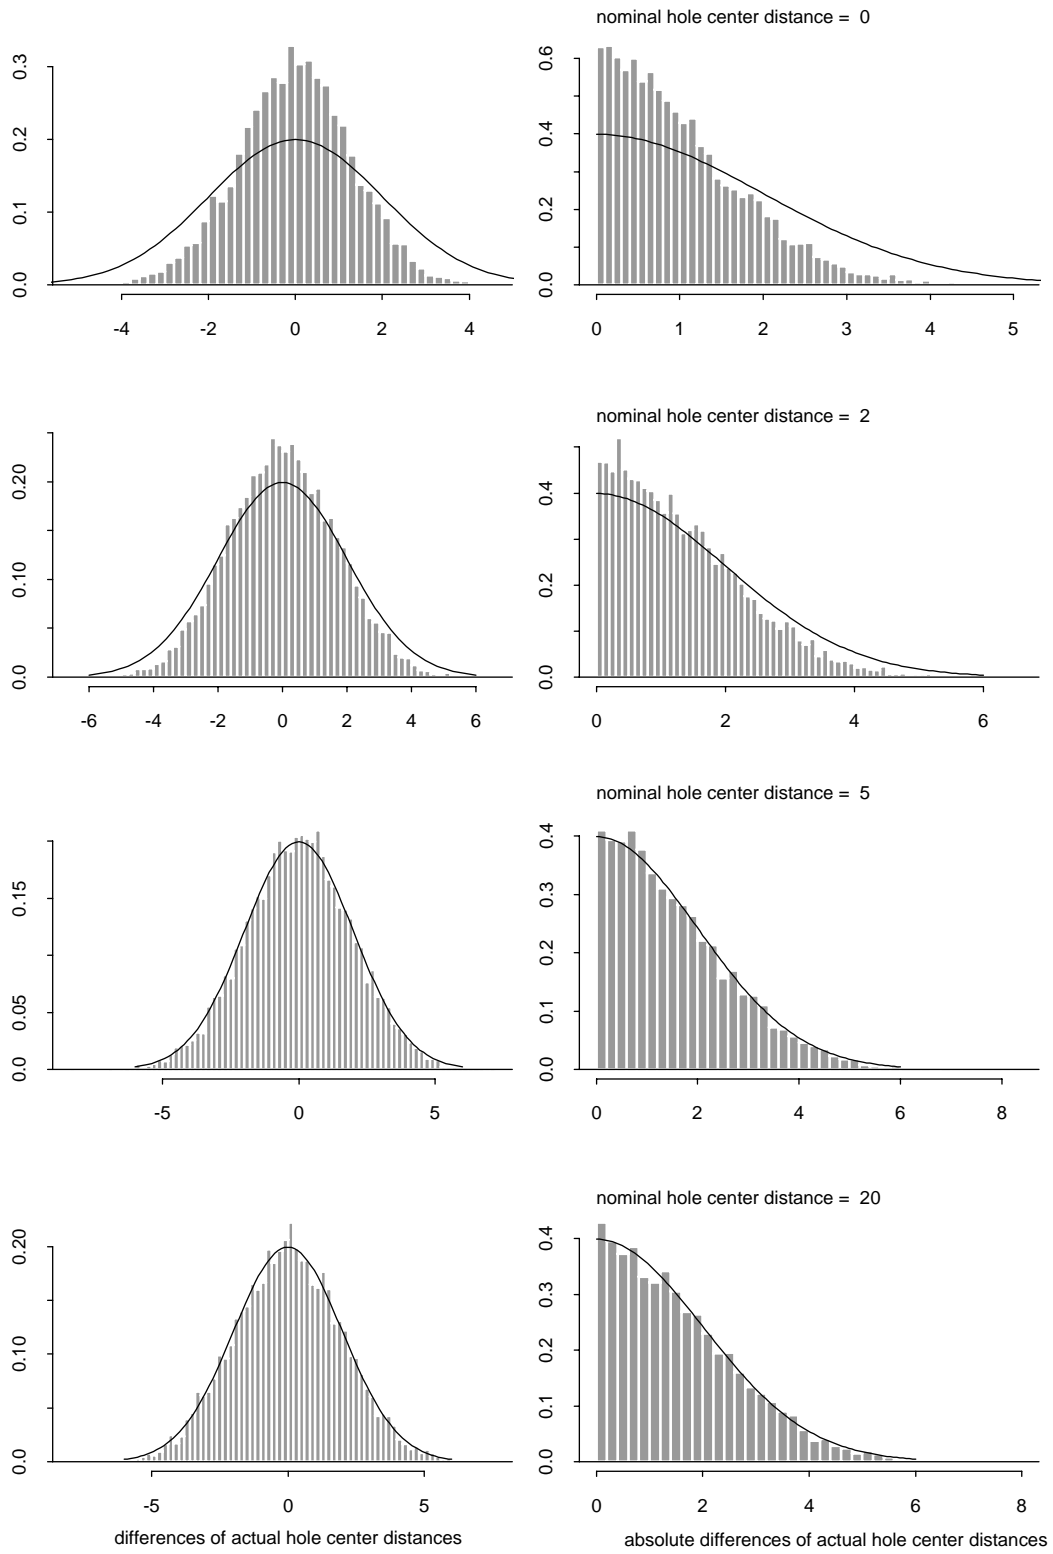 nominal hole center distance = 0
0.0 0.1 0.2 0.3
-4 -2 0 2 4
0.0 0.2 0.4 0.6
0 1 2 3 4 5
nominal hole center distance = 2
0.0 0.10 0.20
-6 -4 -2 0 2 4 6
0.0 0.2 0.4
0 2 4 6
nominal hole center distance = 5
0.0 0.05 0.15
-5 0 5
0.0 0.1 0.2 0.3 0.4
0 2 4 6 8
nominal hole center distance = 20
0.0 0.10 0.20
-5 0 5
differences of actual hole center distances
0.0 0.1 0.2 0.3 0.4
0 2 4 6 8
absolute differences of actual hole center distances